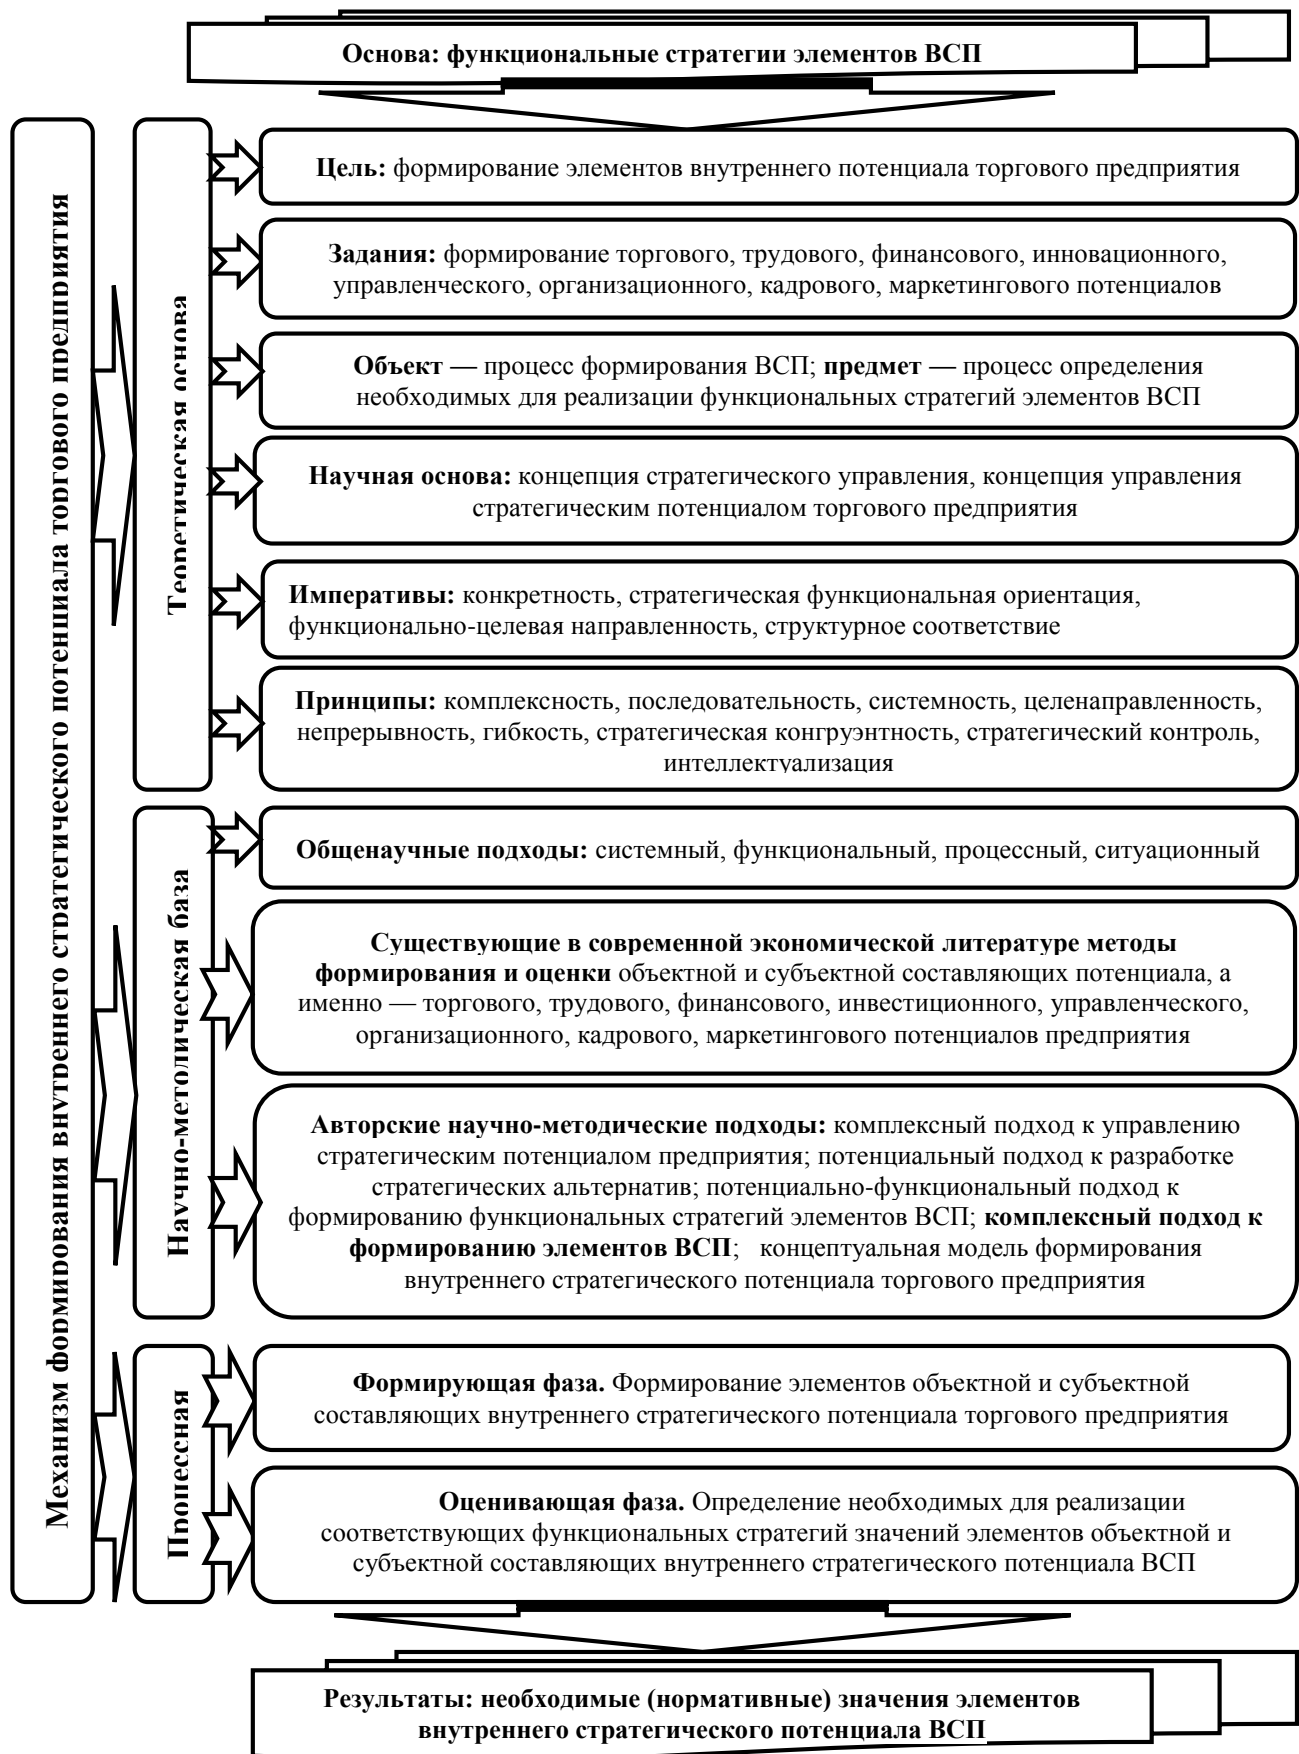 Основа: функциональные стратегии элементов ВСП
Механизм формирования внутреннего стратегического потенциала торгового предприятия
Теоретическая основа
Цель: формирование элементов внутреннего потенциала торгового предприятия
Задания: формирование торгового, трудового, финансового, инновационного,
управленческого, организационного, кадрового, маркетингового потенциалов
Объект — процесс формирования ВСП; предмет — процесс определения
необходимых для реализации функциональных стратегий элементов ВСП
Научная основа: концепция стратегического управления, концепция управления
стратегическим потенциалом торгового предприятия
Императивы: конкретность, стратегическая функциональная ориентация,
функционально-целевая направленность, структурное соответствие
Принципы: комплексность, последовательность, системность, целенаправленность,
непрерывность, гибкость, стратегическая конгруэнтность, стратегический контроль,
интеллектуализация
Научно-методическая база
Общенаучные подходы: системный, функциональный, процессный, ситуационный
Существующие в современной экономической литературе методы
формирования и оценки объектной и субъектной составляющих потенциала, а
именно — торгового, трудового, финансового, инвестиционного, управленческого,
организационного, кадрового, маркетингового потенциалов предприятия
Авторские научно-методические подходы: комплексный подход к управлению
стратегическим потенциалом предприятия; потенциальный подход к разработке
стратегических альтернатив; потенциально-функциональный подход к
формированию функциональных стратегий элементов ВСП; комплексный подход к
формированию элементов ВСП; концептуальная модель формирования
внутреннего стратегического потенциала торгового предприятия
Процессная
Формирующая фаза. Формирование элементов объектной и субъектной
составляющих внутреннего стратегического потенциала торгового предприятия
Оценивающая фаза. Определение необходимых для реализации
соответствующих функциональных стратегий значений элементов объектной и
субъектной составляющих внутреннего стратегического потенциала ВСП
Результаты: необходимые (нормативные) значения элементов
внутреннего стратегического потенциала ВСП